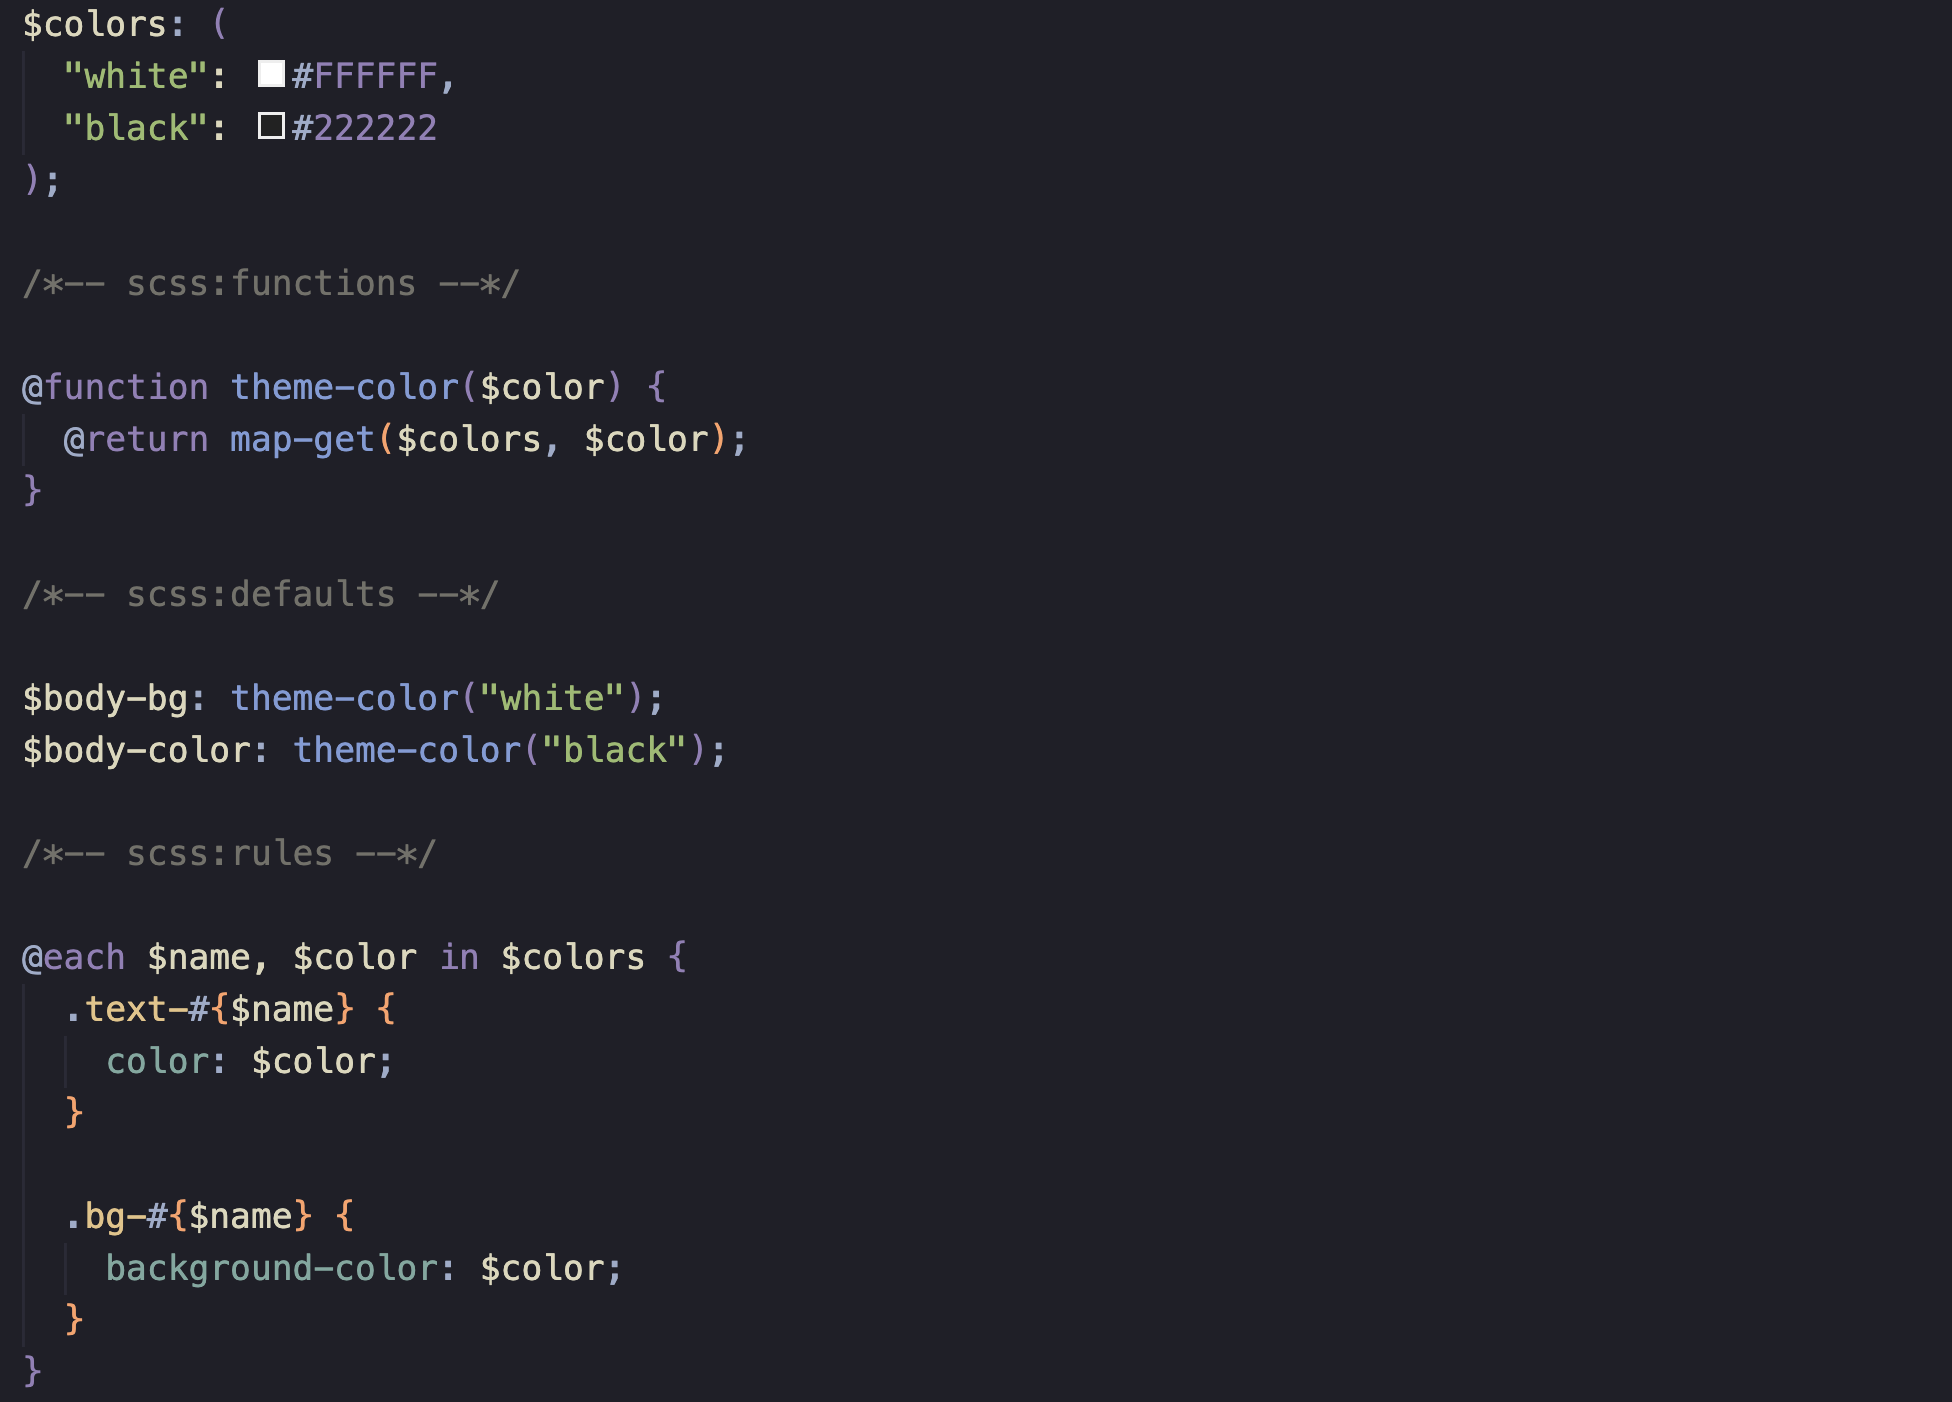 $colors: (
"white": #FFFFFF,
"black": #222222
);
/*-- scss:functions --*/
@function theme-color($color) {
@return map-get($colors, $color);
}
/*-- scss:defaults --*/
$body-bg: theme-color("white");
$body-color: theme-color("black");
/*-- scss:rules --*/
@each $name, $color in $colors {
.text-#{$name} {
color: $color;
}
.bg-#{$name} {
background-color: $color;
}
}